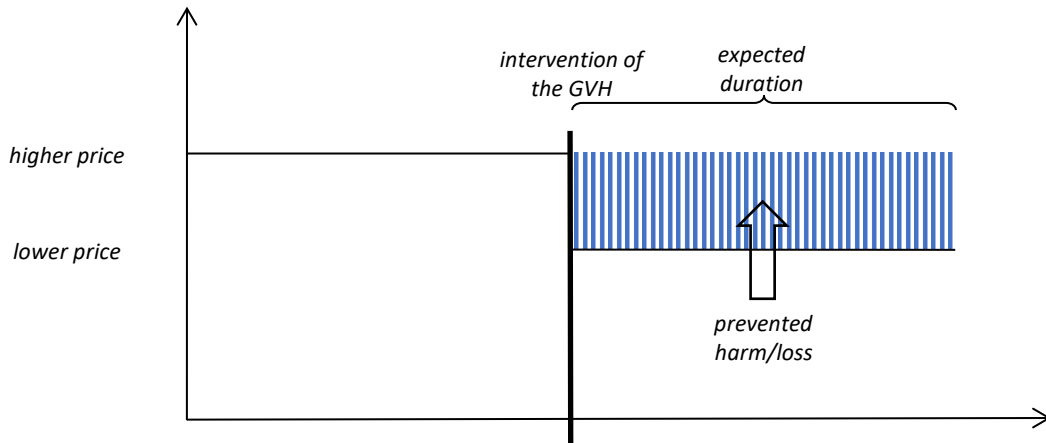 intervention of
the GVH
expected
duration
higher price
lower price
prevented
harm/loss